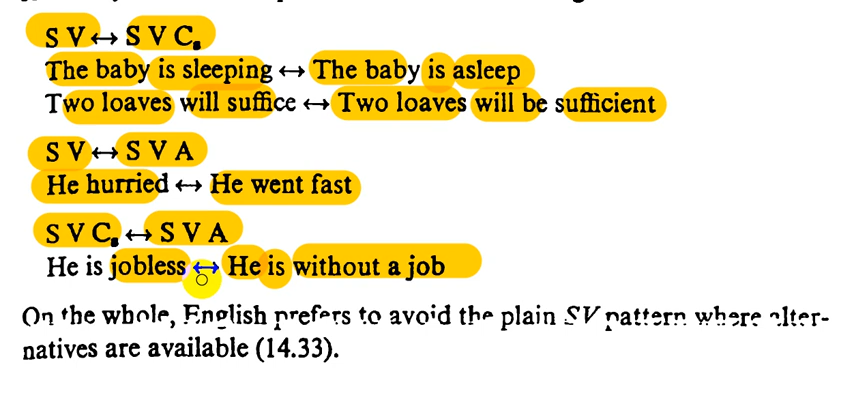 S V ↔ S V Cs
The baby is sleeping ↔ The baby is asleep
Two loaves will suffice ↔ Two loaves will be sufficient
S V ↔ S V A
He hurried ↔ He went fast
S V Cs ↔ S V A
He is jobless ↔ He is without a job
On the whole, English prefers to avoid the plain SV pattern where alter-
natives are available (14.33).